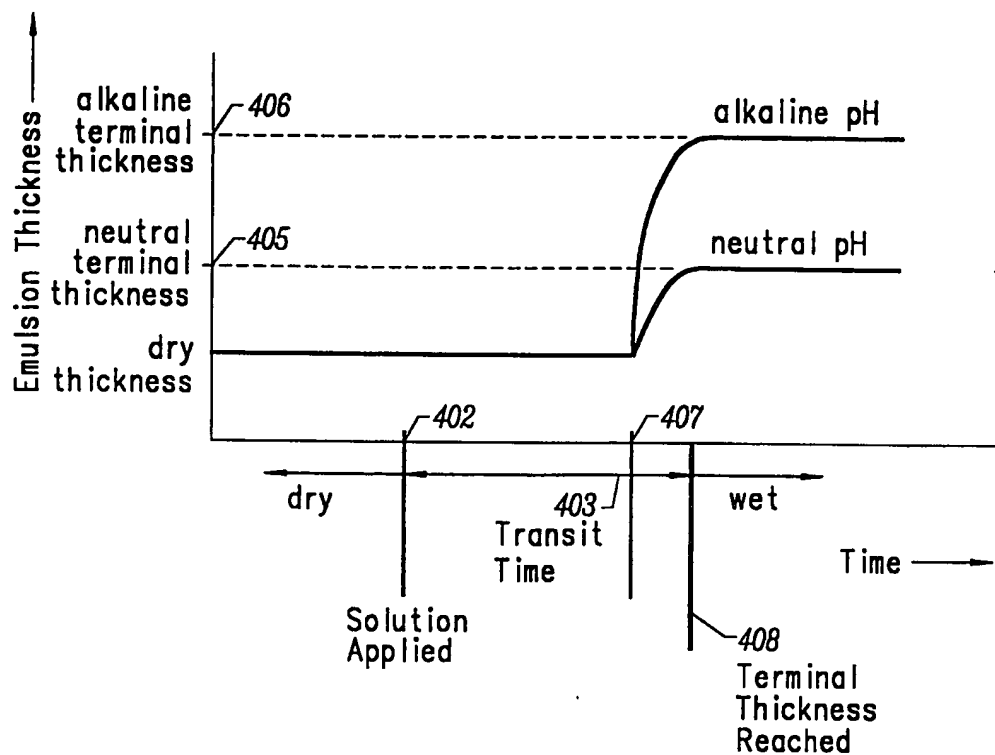 Emulsion Thickness
alkaline
terminal
thickness
406
alkaline pH
neutral
terminal
thickness
405
neutral pH
dry
thickness
402
407
dry
403
wet
Transit
Time
Time
Solution
Applied
408
Terminal
Thickness
Reached